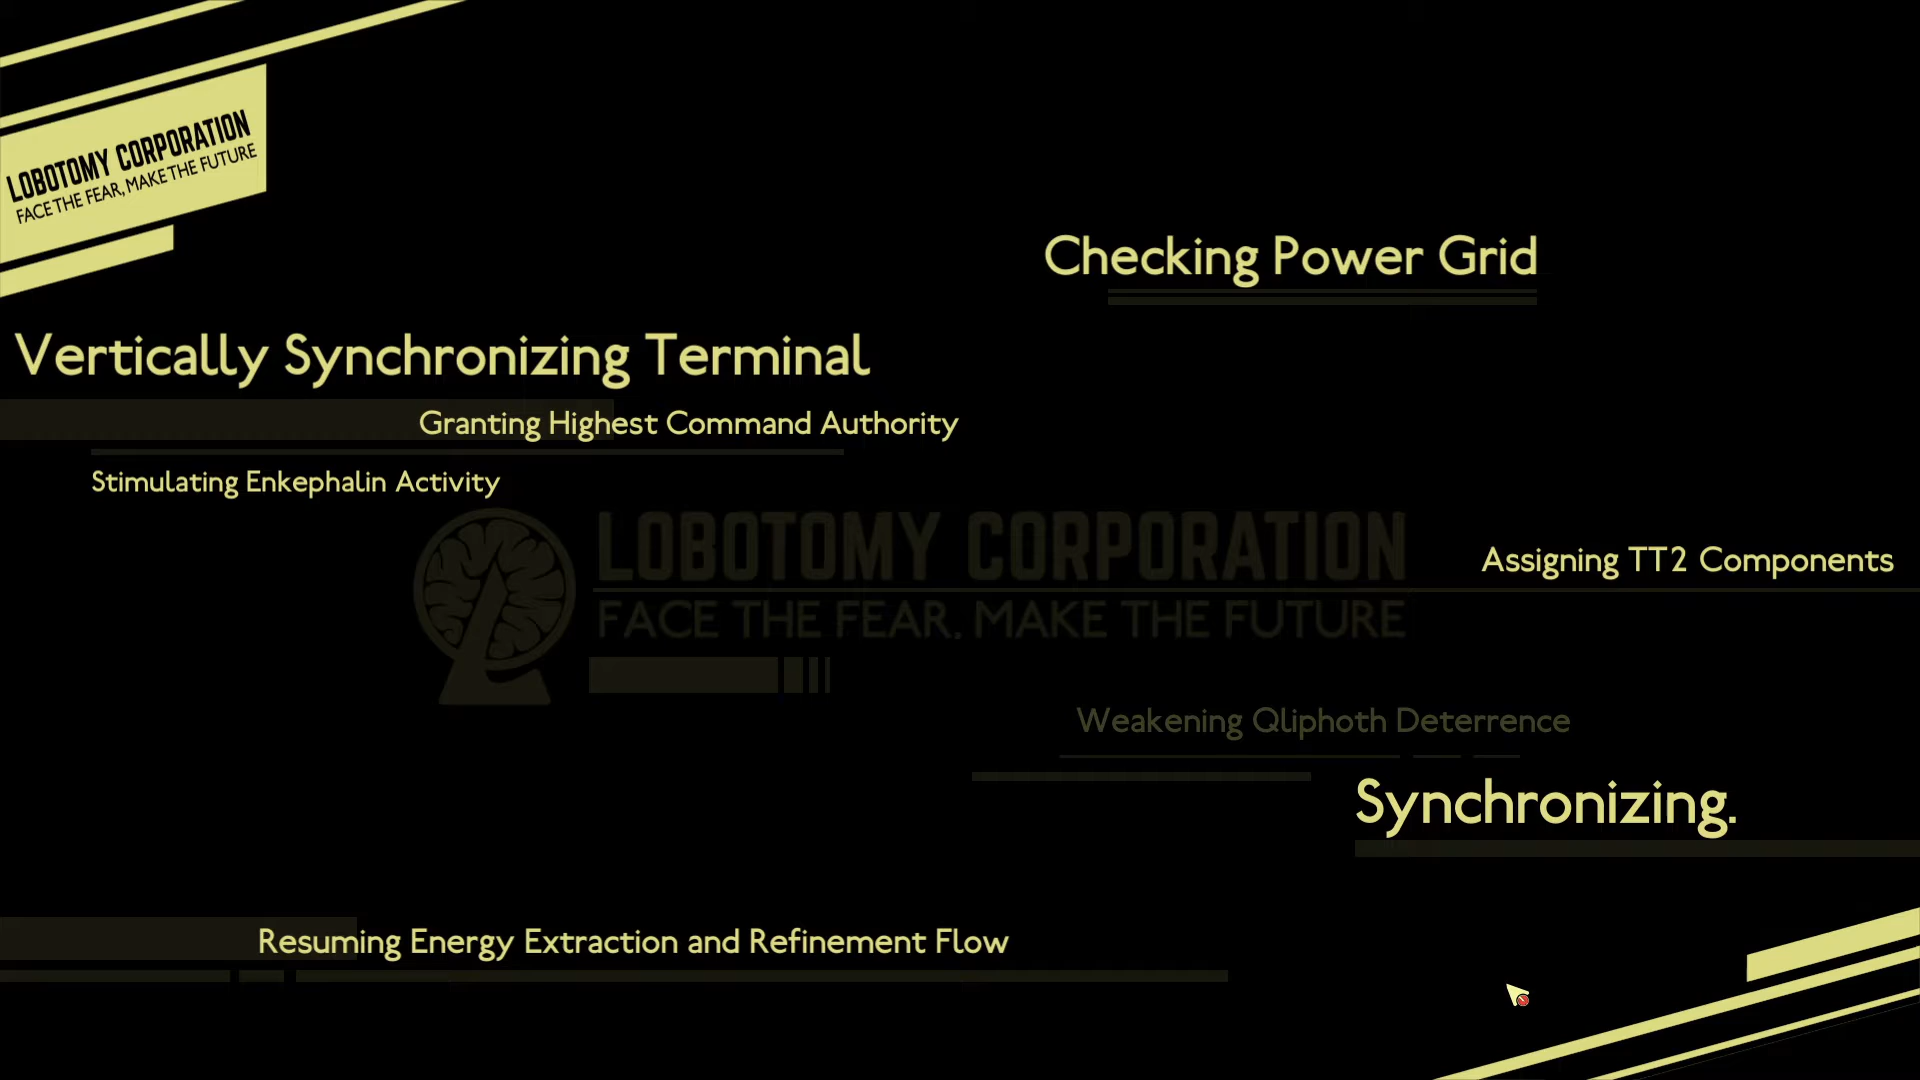 LOBOTOMY CORPORATION
FACE THE FEAR, MAKE THE FUTURE
Checking Power Grid
Vertically Synchronizing Terminal
Granting Highest Command Authority
Stimulating Enkephalin Activity
LOBOTOMY CORPORATION
FACE THE FEAR. MAKE THE FUTURE
Assigning TT2 Components
Weakening Qliphoth Deterrence
Synchronizing.
Resuming Energy Extraction and Refinement Flow